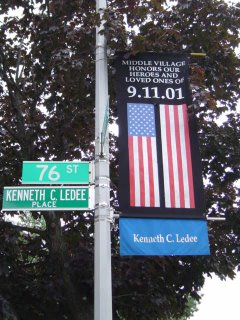 MIDDLE VILLAGE
HONORS OUR
HEROES AND
LOVED ONES OF
9.11.01
76 ST
KENNETH C. LEDEE
PLACE
Kenneth C. Ledee